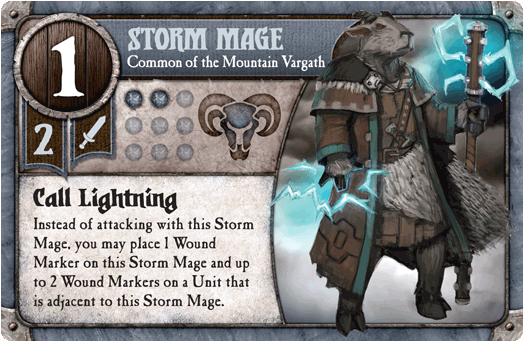 1
STORM MAGE
Common of the Mountain Vargath
2
Call Lightning
Instead of attacking with this Storm
Mage, you may place 1 Wound
Marker on this Storm Mage and up
to 2 Wound Markers on a Unit that
is adjacent to this Storm Mage.